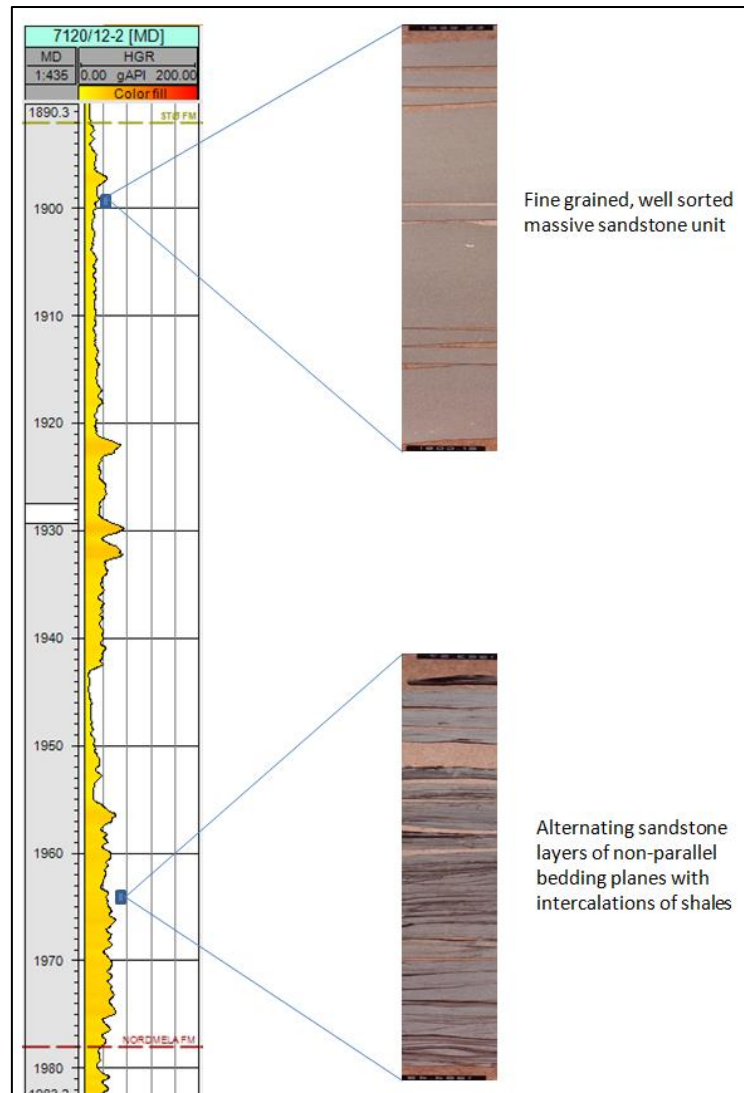 7120/12-2 [MD]
MD HGR
1:435 0.00 gAPI 200.00
Color fill
1890.3
STØ FM
1900
1910
1920
1930
1940
1950
1960
1970
NORDMELA FM
1980
Fine grained, well sorted
massive sandstone unit
Alternating sandstone
layers of non-parallel
bedding planes with
intercalations of shales